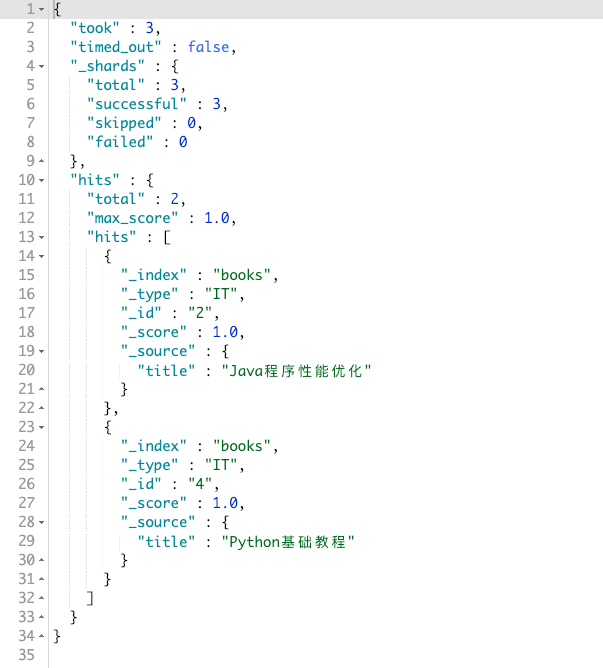 1 {
2 "took" : 3,
3 "timed_out" : false,
4 "_shards" : {
5 "total" : 3,
6 "successful" : 3,
7 "skipped" : 0,
8 "failed" : 0
9 },
10 "hits" : {
11 "total" : 2,
12 "max_score" : 1.0,
13 "hits" : [
14 {
15 "_index" : "books",
16 "_type" : "IT",
17 "_id" : "2",
18 "_score" : 1.0,
19 "_source" : {
20 "title" : "Java程序性能优化"
21 }
22 },
23 {
24 "_index" : "books",
25 "_type" : "IT",
26 "_id" : "4",
27 "_score" : 1.0,
28 "_source" : {
29 "title" : "Python基础教程"
30 }
31 }
32 ]
33 }
34 }
35